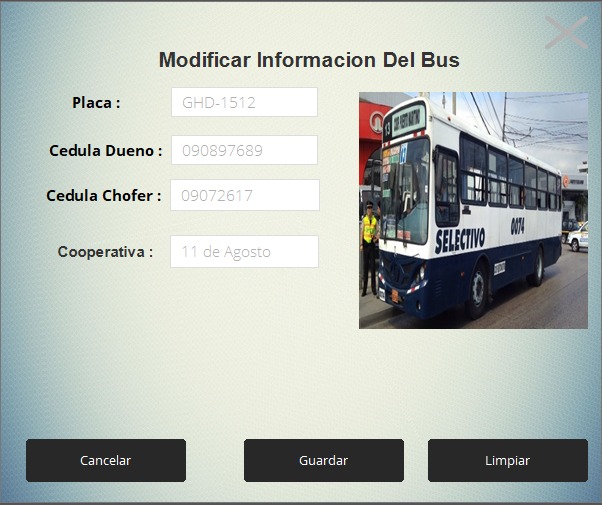 Modificar Informacion Del Bus
Placa :
GHD-1512
Cedula Dueno :
090897689
Cedula Chofer :
09072617
Cooperativa :
11 de Agosto
13
SELECTIVO
0074
Cancelar
Guardar
Limpiar